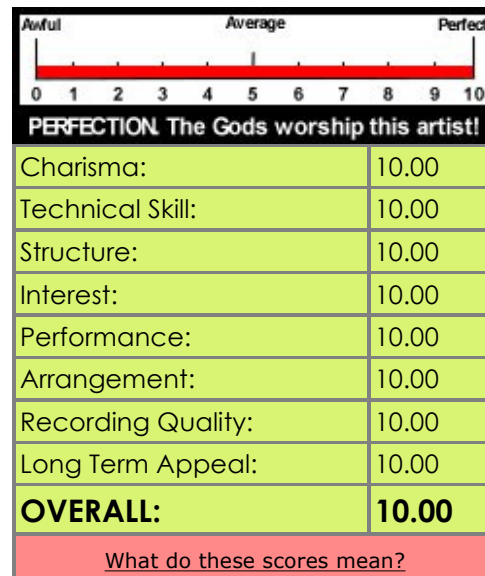 Awful Average Perfect
0 1 2 3 4 5 6 7 8 9 10
PERFECTION. The Gods worship this artist!
Charisma: 10.00
Technical Skill: 10.00
Structure: 10.00
Interest: 10.00
Performance: 10.00
Arrangement: 10.00
Recording Quality: 10.00
Long Term Appeal: 10.00
OVERALL: 10.00
What do these scores mean?